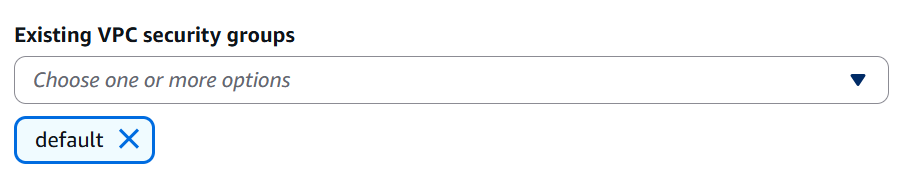 Existing VPC security groups
Choose one or more options
default